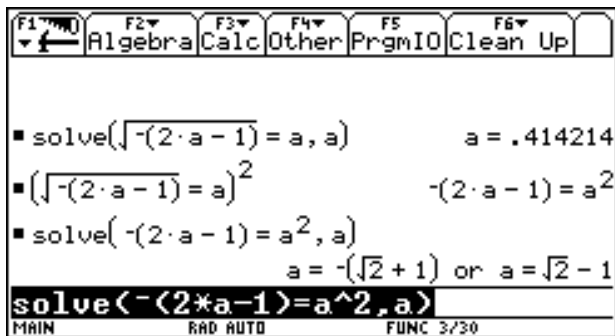 F1 F2 F3 F4 F5 F6
Algebra Calc Other PrgmIO Clean Up
▪ solve(√(⁻(2·a − 1)) = a, a)   a = .414214
▪ (√(⁻(2·a − 1)) = a)²   ⁻(2·a − 1) = a²
▪ solve(⁻(2·a − 1) = a², a)
a = ⁻(√2 + 1) or a = √2 − 1
solve(⁻(2*a-1)=a^2,a)
MAIN RAD AUTO FUNC 3/30